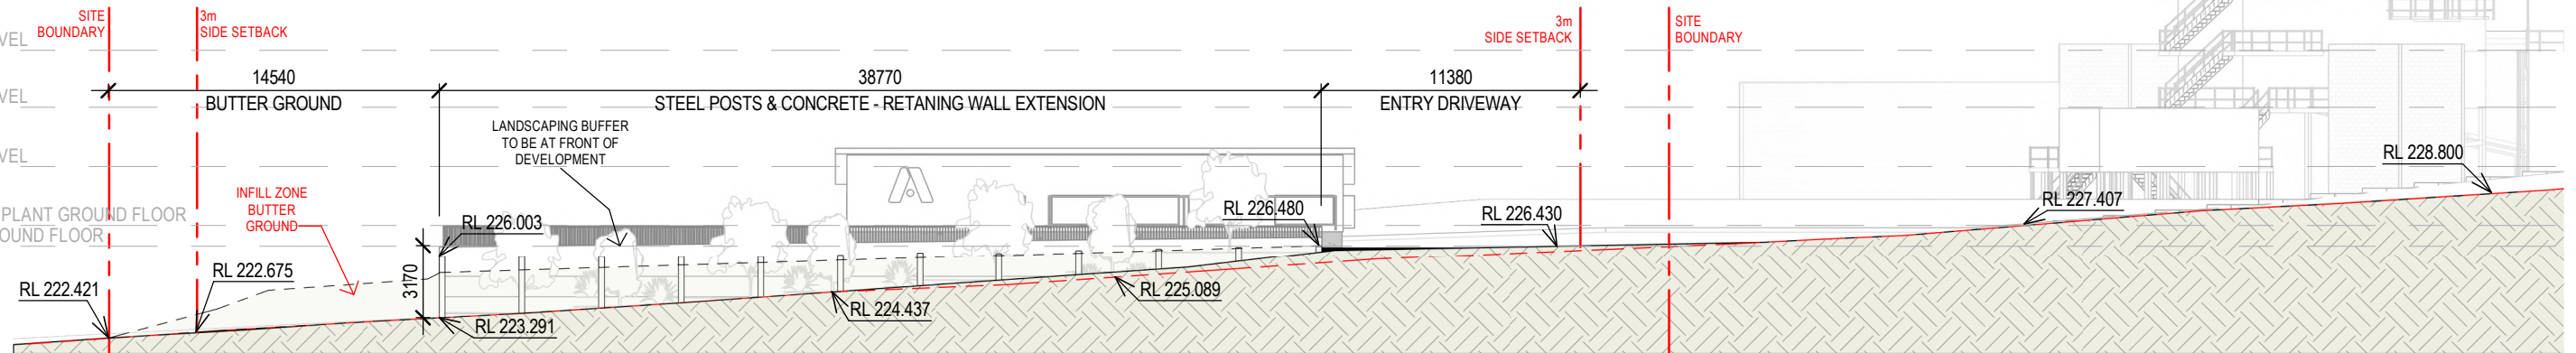 SITE
BOUNDARY
3m
SIDE SETBACK
3m
SIDE SETBACK
SITE
BOUNDARY
VEL
14540
38770
11380
BUTTER GROUND
STEEL POSTS & CONCRETE - RETANING WALL EXTENSION
ENTRY DRIVEWAY
VEL
LANDSCAPING BUFFER
TO BE AT FRONT OF
DEVELOPMENT
VEL
RL 228.800
INFILL ZONE
BUTTER
GROUND
PLANT GROUND FLOOR
OUND FLOOR
RL 226.003
RL 226.480
RL 226.430
RL 227.407
RL 222.675
3170
RL 222.421
RL 225.089
RL 224.437
RL 223.291